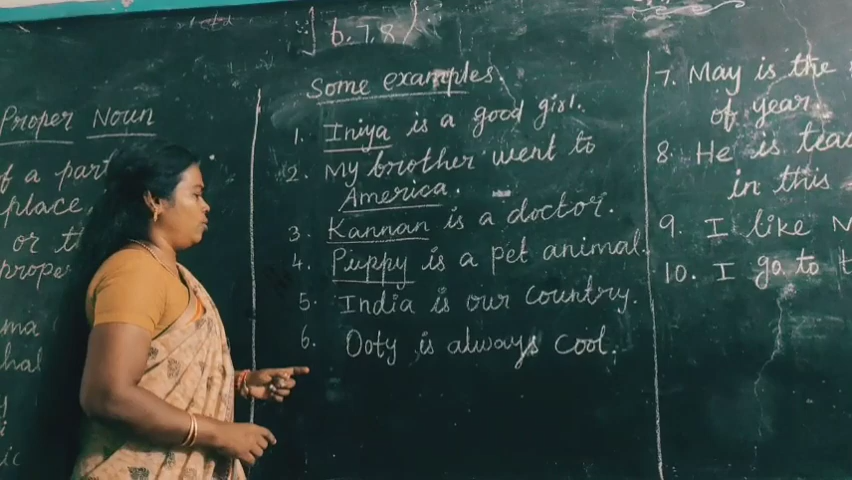 6.7.8
Proper Noun
of a part
place,
or
prope
Some examples.
1. Iniya is a good girl.
2. My brother went to
America.
3. Kannan is a doctor.
4. Puppy is a pet animal.
5. India is our country.
6. Ooty is always cool.
7. May is the
of year.
8. He is teac
in this
9. I like
10. I go to